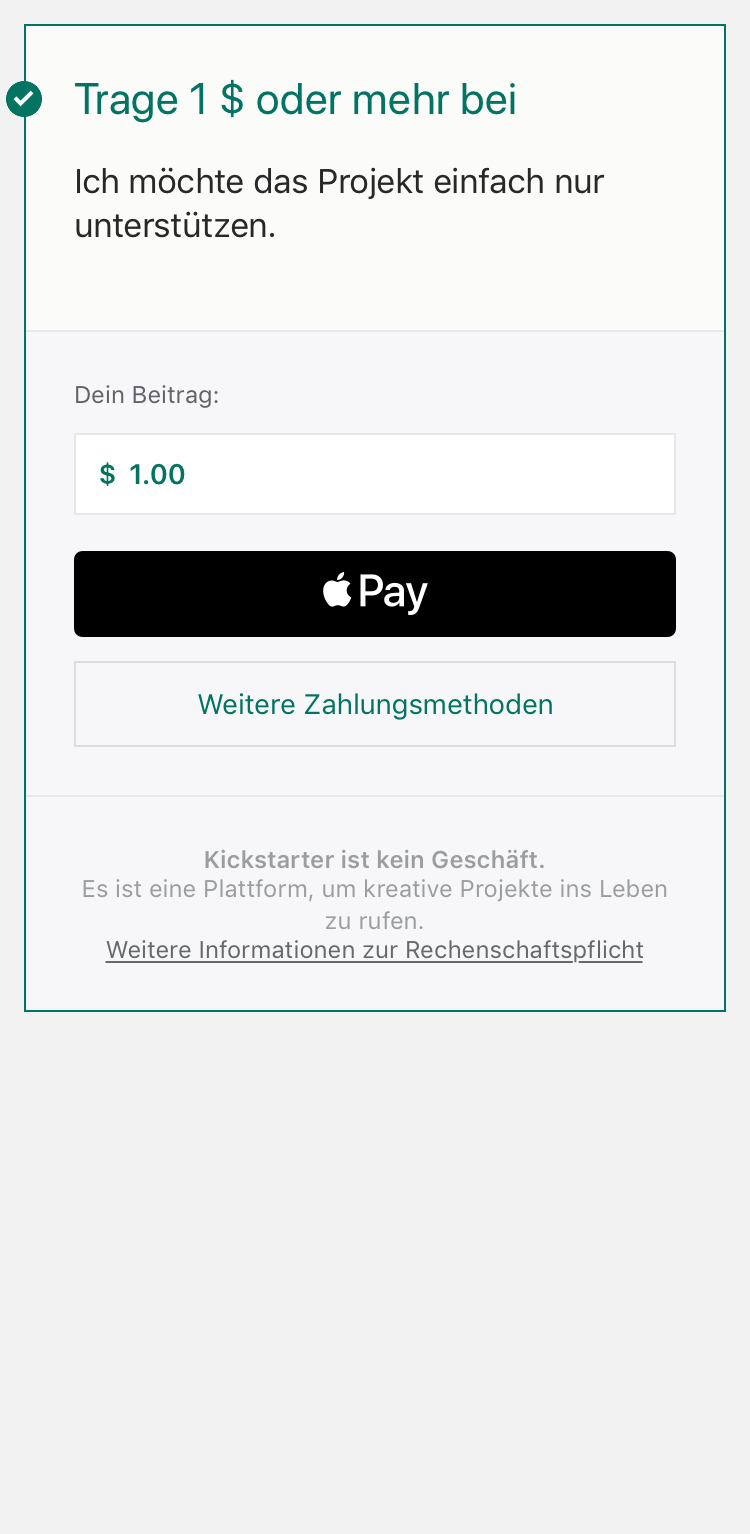 Trage 1 $ oder mehr bei
Ich möchte das Projekt einfach nur
unterstützen.
Dein Beitrag:
$ 1.00
Pay
Weitere Zahlungsmethoden
Kickstarter ist kein Geschäft.
Es ist eine Plattform, um kreative Projekte ins Leben
zu rufen.
Weitere Informationen zur Rechenschaftspflicht